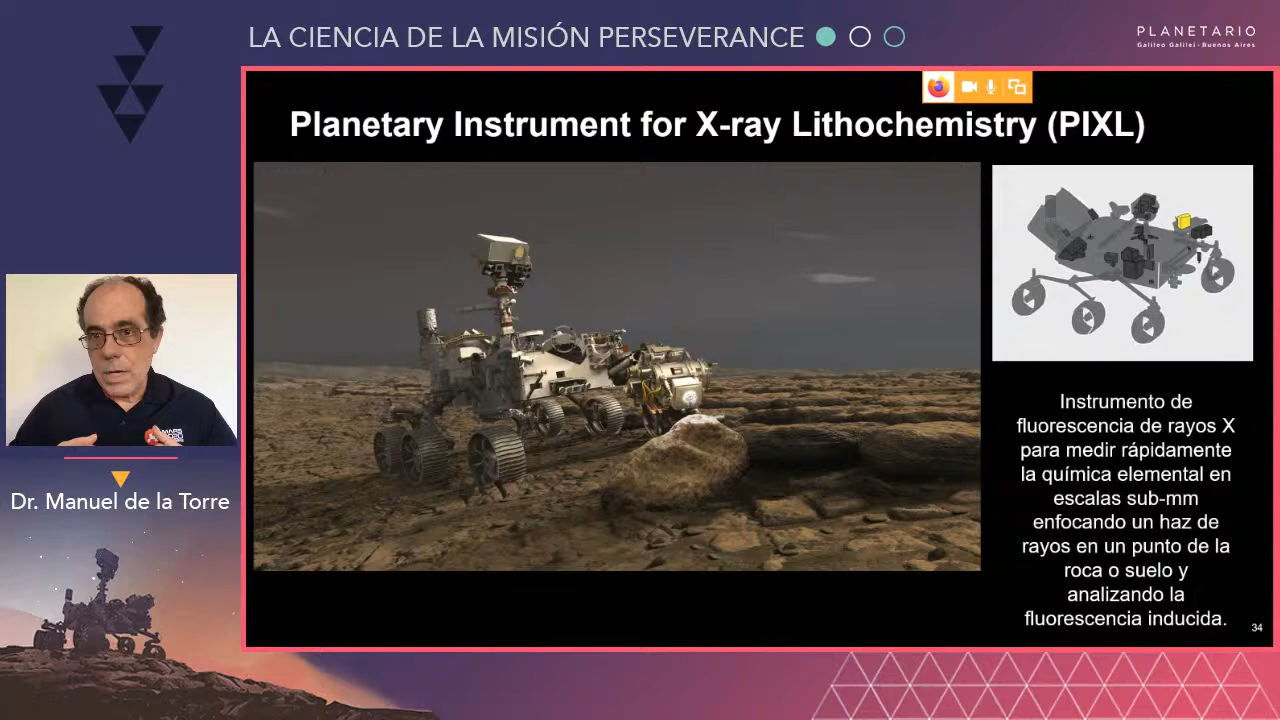 LA CIENCIA DE LA MISIÓN PERSEVERANCE
PLANETARIO
Galileo Galilei - Buenos Aires
Planetary Instrument for X-ray Lithochemistry (PIXL)
Instrumento de
fluorescencia de rayos X
para medir rápidamente
la química elemental en
escalas sub-mm
enfocando un haz de
rayos en un punto de la
roca o suelo y
analizando la
fluorescencia inducida.
34
MARS
Dr. Manuel de la Torre